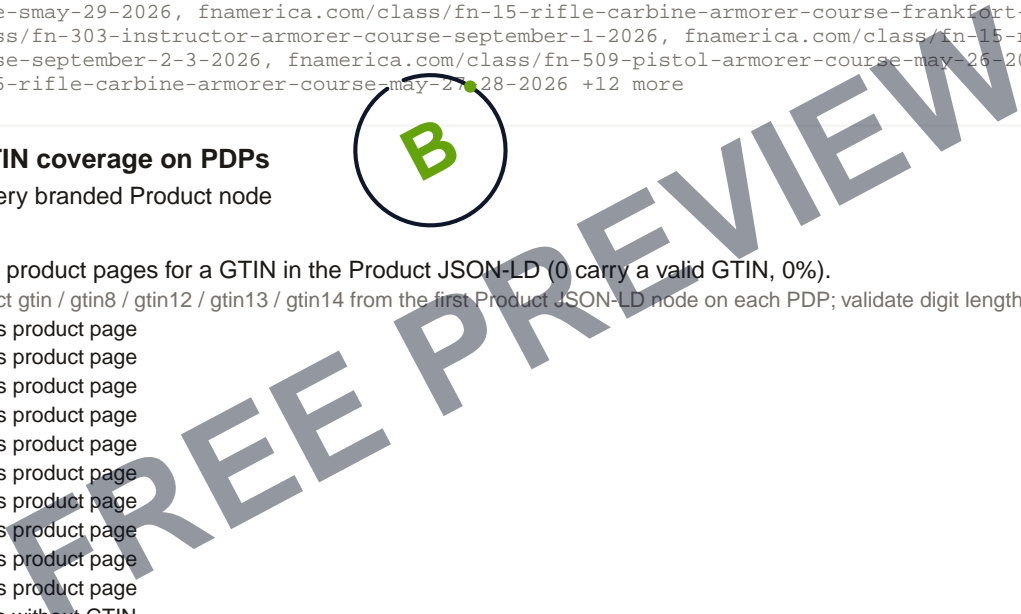 e-smay-29-2026, fnamerica.com/class/fn-15-rifle-carbine-armorer-course-frankfort-
ss/fn-303-instructor-armorer-course-september-1-2026, fnamerica.com/class/fn-15-r
se-september-2-3-2026, fnamerica.com/class/fn-509-pistol-armorer-course-may-26-20
5-rifle-carbine-armorer-course-may-27-28-2026 +12 more
B
TIN coverage on PDPs
ery branded Product node
product pages for a GTIN in the Product JSON-LD (0 carry a valid GTIN, 0%).
ct gtin / gtin8 / gtin12 / gtin13 / gtin14 from the first Product JSON-LD node on each PDP; validate digit length
s product page
s product page
s product page
s product page
s product page
s product page
s product page
s product page
s product page
s product page
without GTIN
FREE PREVIEW